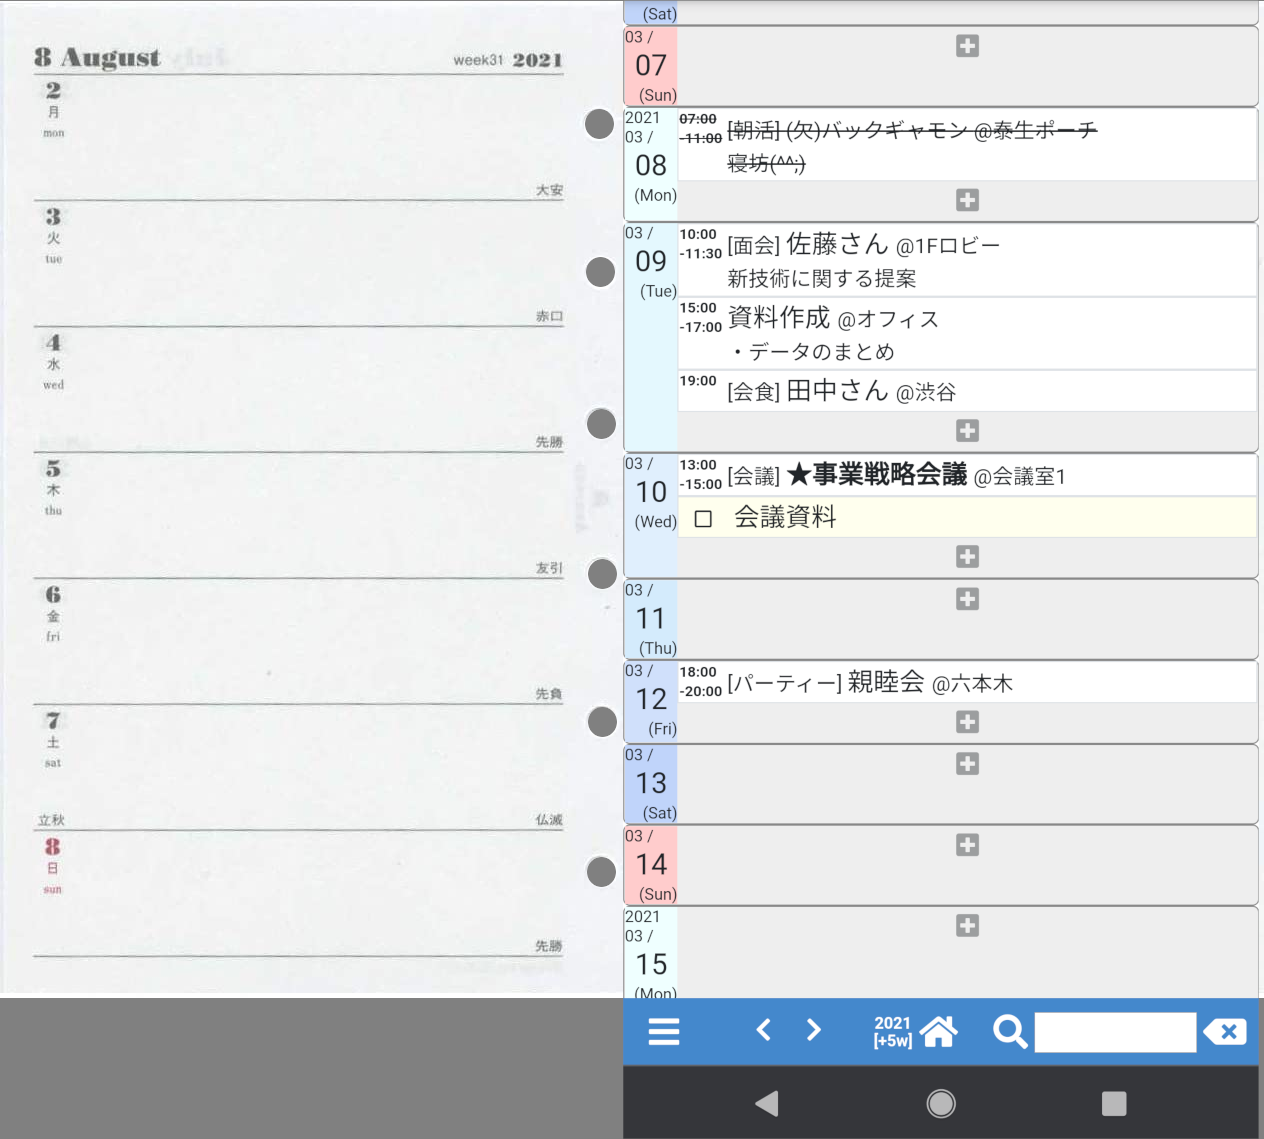 8 August
week31 2021
2
月
mon
大安
3
火
tue
赤口
4
水
wed
先勝
5
木
thu
友引
6
金
fri
先負
7
土
sat
立秋
仏滅
8
日
sun
先勝
(Sat)
03 /
07
(Sun)
2021
03 /
08
(Mon)
07:00
-11:00
[朝活] (欠)バックギャモン @泰生ポーチ
寝坊(^^;)
03 /
09
(Tue)
10:00
-11:30
[面会] 佐藤さん @1Fロビー
新技術に関する提案
15:00
-17:00
資料作成 @オフィス
・データのまとめ
19:00
[会食] 田中さん @渋谷
03 /
10
(Wed)
13:00
-15:00
[会議] ★事業戦略会議 @会議室1
会議資料
03 /
11
(Thu)
03 /
12
(Fri)
18:00
-20:00
[パーティー] 親睦会 @六本木
03 /
13
(Sat)
03 /
14
(Sun)
2021
03 /
15
(Mon)
2021
[+5w]